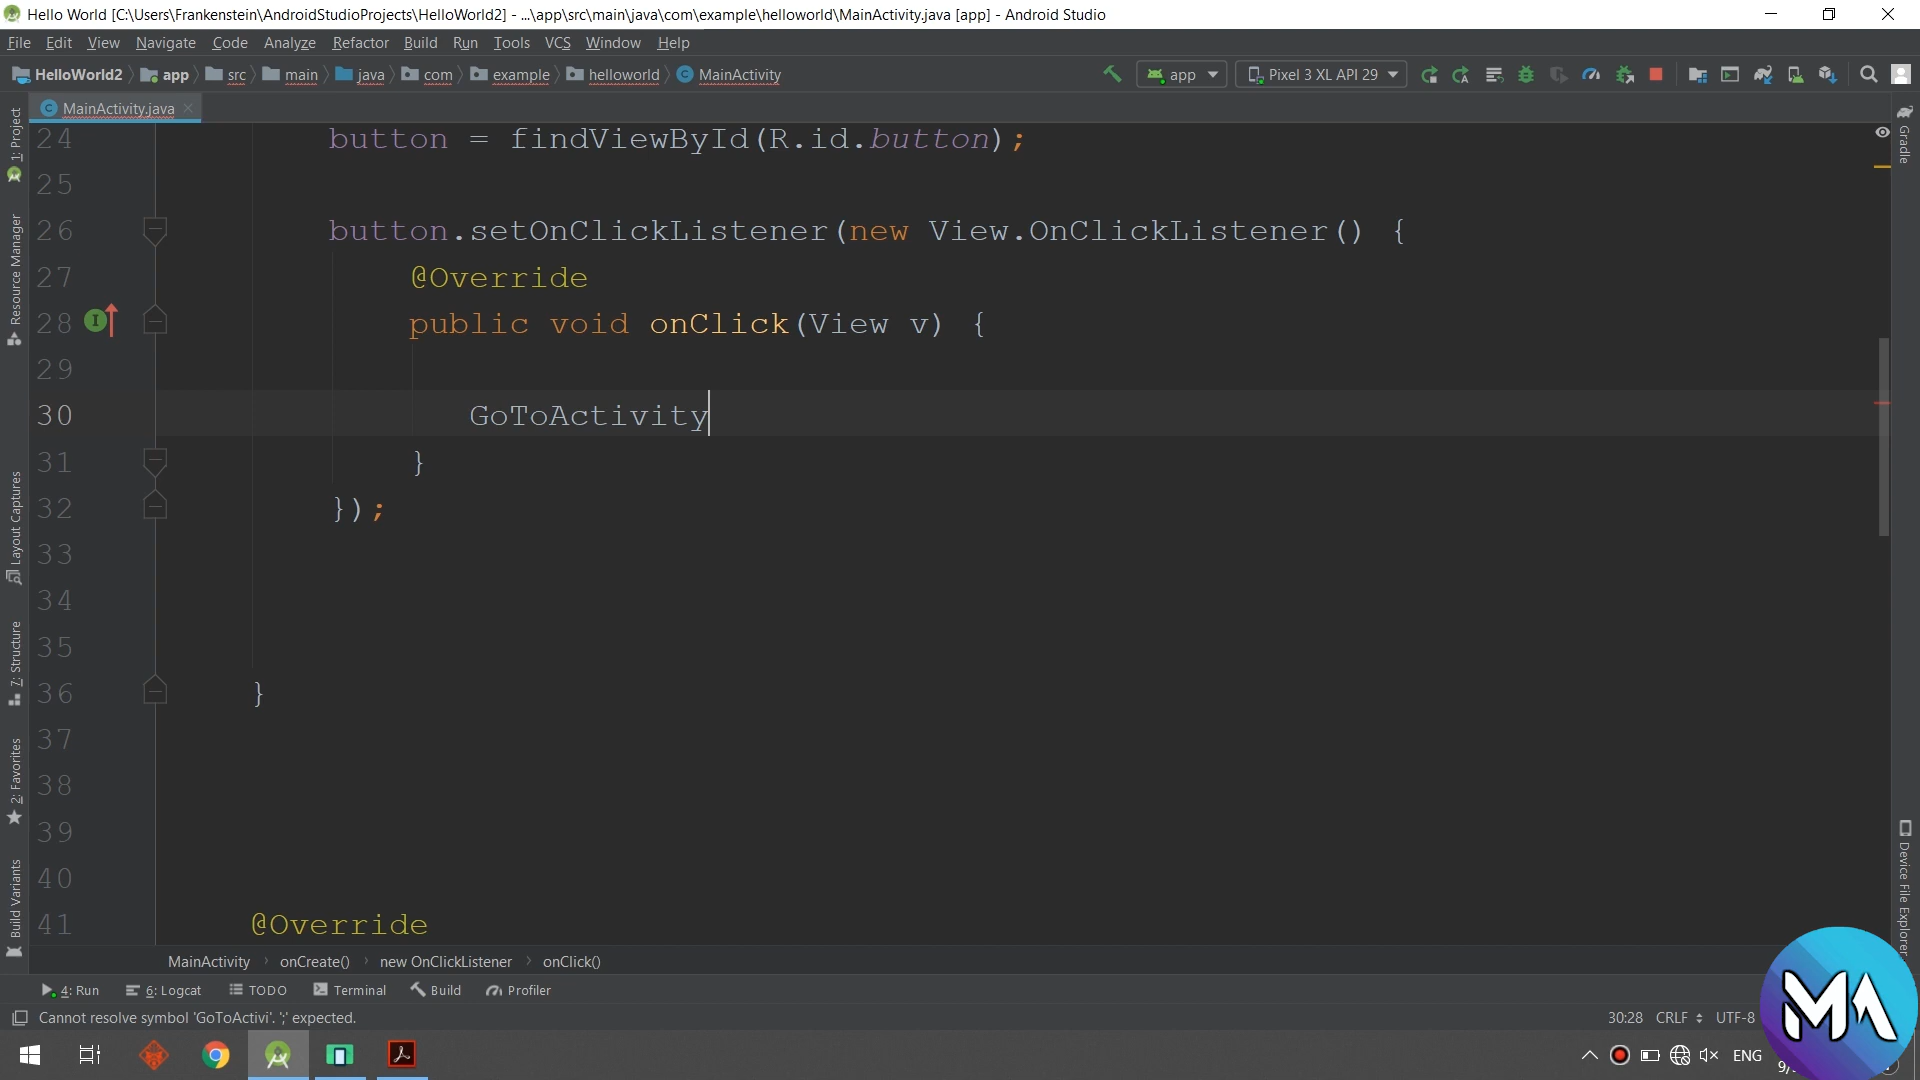 Hello World [C:\Users\Frankenstein\AndroidStudioProjects\HelloWorld2] - ...\app\src\main\java\com\example\helloworld\MainActivity.java [app] - Android Studio
File Edit View Navigate Code Analyze Refactor Build Run Tools VCS Window Help
HelloWorld2 app src main java com example helloworld MainActivity app Pixel 3 XL API 29
MainActivity.java
1: Project
Resource Manager
Layout Captures
7: Structure
2: Favorites
Build Variants
24 button = findViewById(R.id.button);
25
26 button.setOnClickListener(new View.OnClickListener() {
27 @Override
28 public void onClick(View v) {
29
30 GoToActivity
31 }
32 });
33
34
35
36 }
37
38
39
40
41 @Override
Gradle
Device File Explorer
MainActivity › onCreate() › new OnClickListener › onClick()
4: Run 6: Logcat TODO Terminal Build Profiler
Cannot resolve symbol 'GoToActivi'. ';' expected. 30:28 CRLF UTF-8
ENG
MA